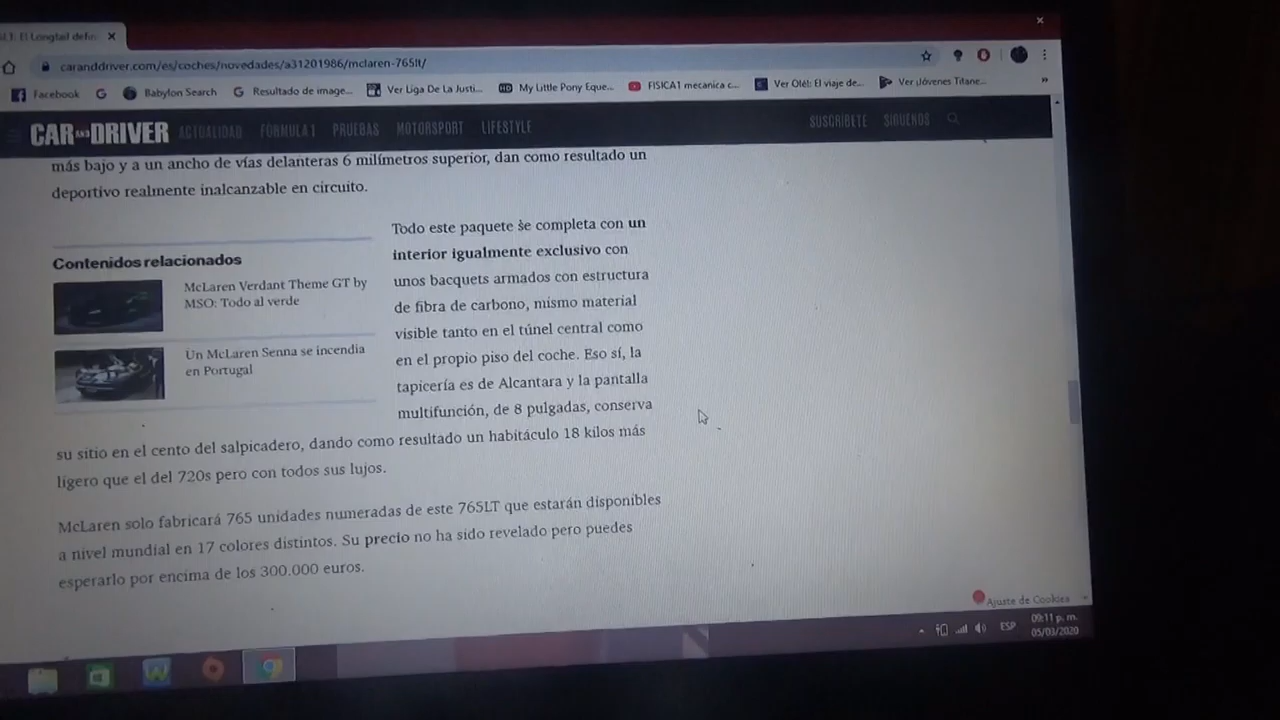 El Longtail defin
caranddriver.com/es/coches/novedades/a31201986/mclaren-765lt/
Facebook
Babylon Search
Resultado de image...
Ver Liga De La Justi...
My Little Pony Eque...
FISICA1 mecanica c...
Ver Olé!: El viaje de...
Ver ¡Jóvenes Titane...
CAR AND DRIVER ACTUALIDAD FÓRMULA 1 PRUEBAS MOTORSPORT LIFESTYLE SUSCRÍBETE SÍGUENOS
más bajo y a un ancho de vías delanteras 6 milímetros superior, dan como resultado un
deportivo realmente inalcanzable en circuito.
Contenidos relacionados
McLaren Verdant Theme GT by
MSO: Todo al verde
Un McLaren Senna se incendia
en Portugal
Todo este paquete se completa con un
interior igualmente exclusivo con
unos bacquets armados con estructura
de fibra de carbono, mismo material
visible tanto en el túnel central como
en el propio piso del coche. Eso sí, la
tapicería es de Alcantara y la pantalla
multifunción, de 8 pulgadas, conserva
su sitio en el cento del salpicadero, dando como resultado un habitáculo 18 kilos más
ligero que el del 720s pero con todos sus lujos.
McLaren solo fabricará 765 unidades numeradas de este 765LT que estarán disponibles
a nivel mundial en 17 colores distintos. Su precio no ha sido revelado pero puedes
esperarlo por encima de los 300.000 euros.
Ajuste de Cookies
ESP
09:11 p. m.
05/03/2020